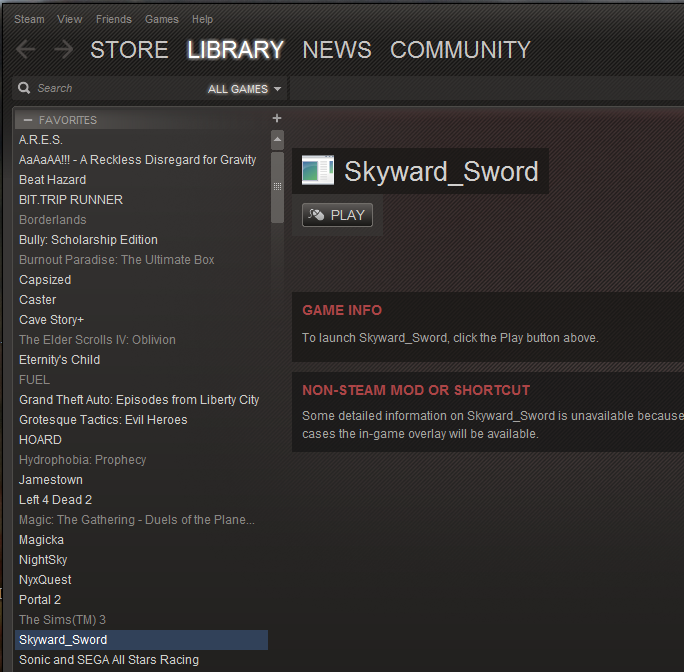 Steam View Friends Games Help
STORE LIBRARY NEWS COMMUNITY
Search ALL GAMES
FAVORITES
A.R.E.S.
AaAaAA!!! - A Reckless Disregard for Gravity
Beat Hazard
BIT.TRIP RUNNER
Borderlands
Bully: Scholarship Edition
Burnout Paradise: The Ultimate Box
Capsized
Caster
Cave Story+
The Elder Scrolls IV: Oblivion
Eternity's Child
FUEL
Grand Theft Auto: Episodes from Liberty City
Grotesque Tactics: Evil Heroes
HOARD
Hydrophobia: Prophecy
Jamestown
Left 4 Dead 2
Magic: The Gathering - Duels of the Plane...
Magicka
NightSky
NyxQuest
Portal 2
The Sims(TM) 3
Skyward_Sword
Sonic and SEGA All Stars Racing
Skyward_Sword
PLAY
GAME INFO
To launch Skyward_Sword, click the Play button above.
NON-STEAM MOD OR SHORTCUT
Some detailed information on Skyward_Sword is unavailable because
cases the in-game overlay will be available.